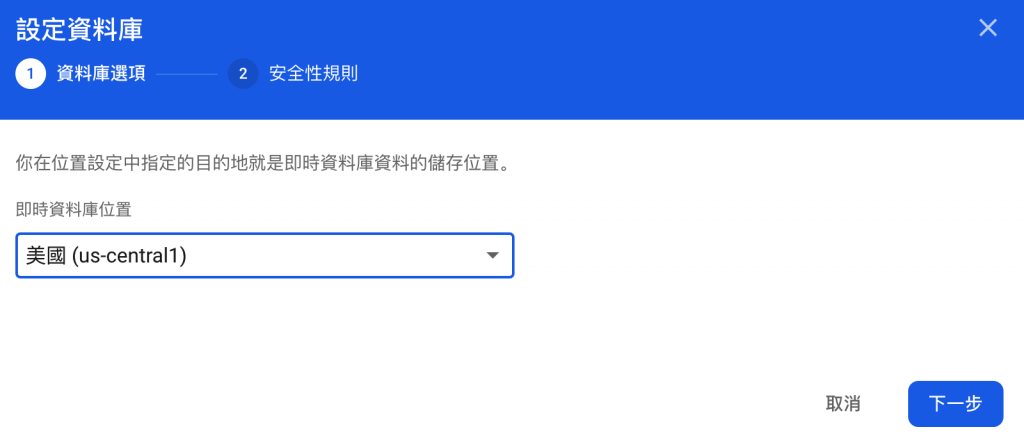 設定資料庫
1 資料庫選項 2 安全性規則
你在位置設定中指定的目的地就是即時資料庫資料的儲存位置。
即時資料庫位置
美國 (us-central1)
取消 下一步